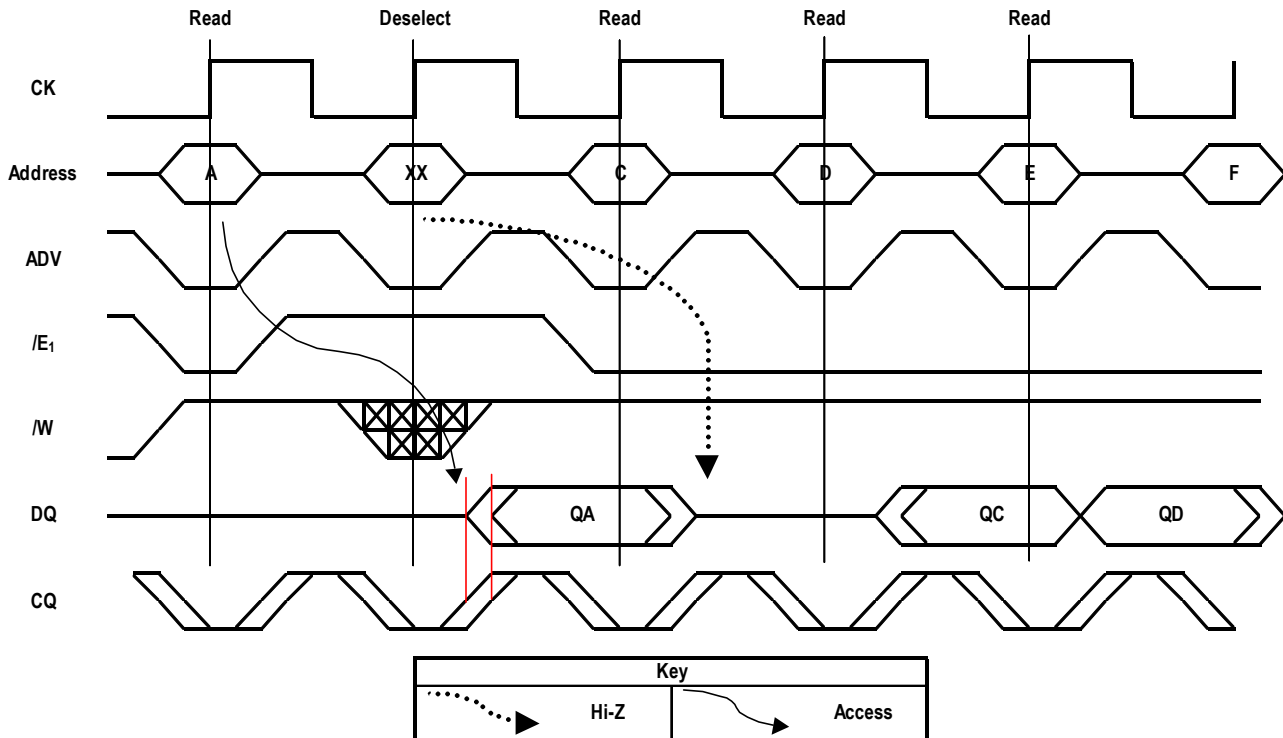 Read Deselect Read Read Read
CK
Address A XX C D E F
ADV
/E1
/W
DQ QA QC QD
CQ
Key
Hi-Z Access